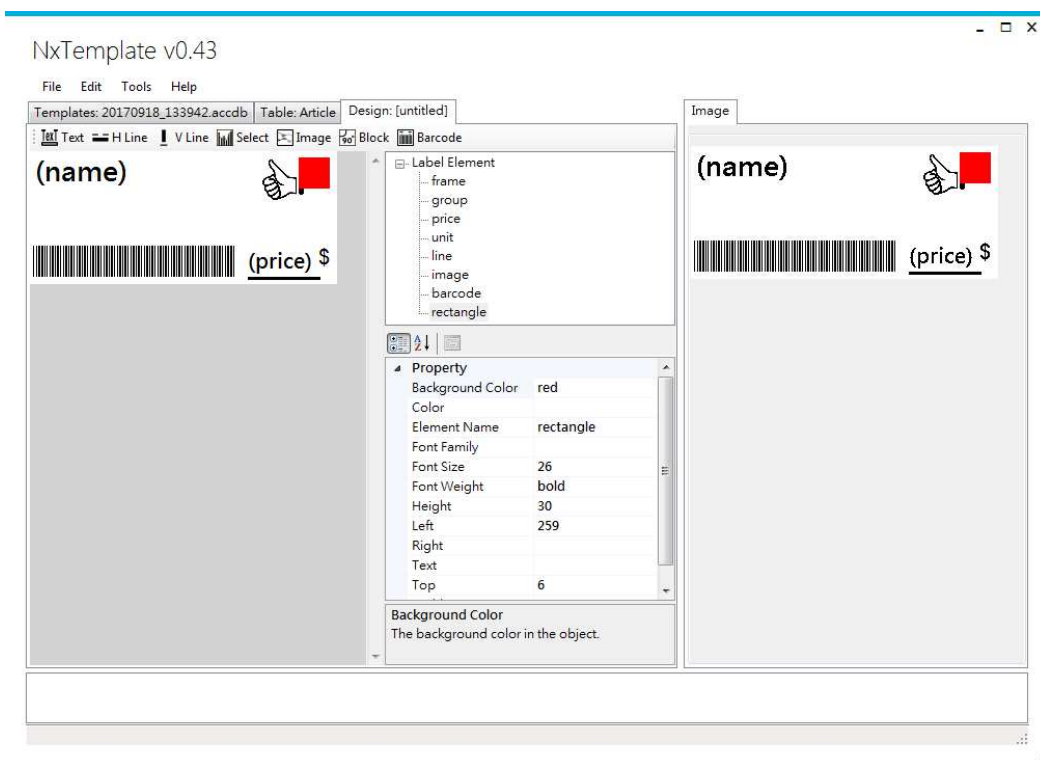 NxTemplate v0.43
File Edit Tools Help
Templates: 20170918_133942.accdb Table: Article Design: [untitled] Image
Text H Line V Line Select Image Block Barcode
(name)
(price) $
Label Element
frame
group
price
unit
line
image
barcode
rectangle
Property
Background Color red
Color
Element Name rectangle
Font Family
Font Size 26
Font Weight bold
Height 30
Left 259
Right
Text
Top 6
Background Color
The background color in the object.
(name)
(price) $